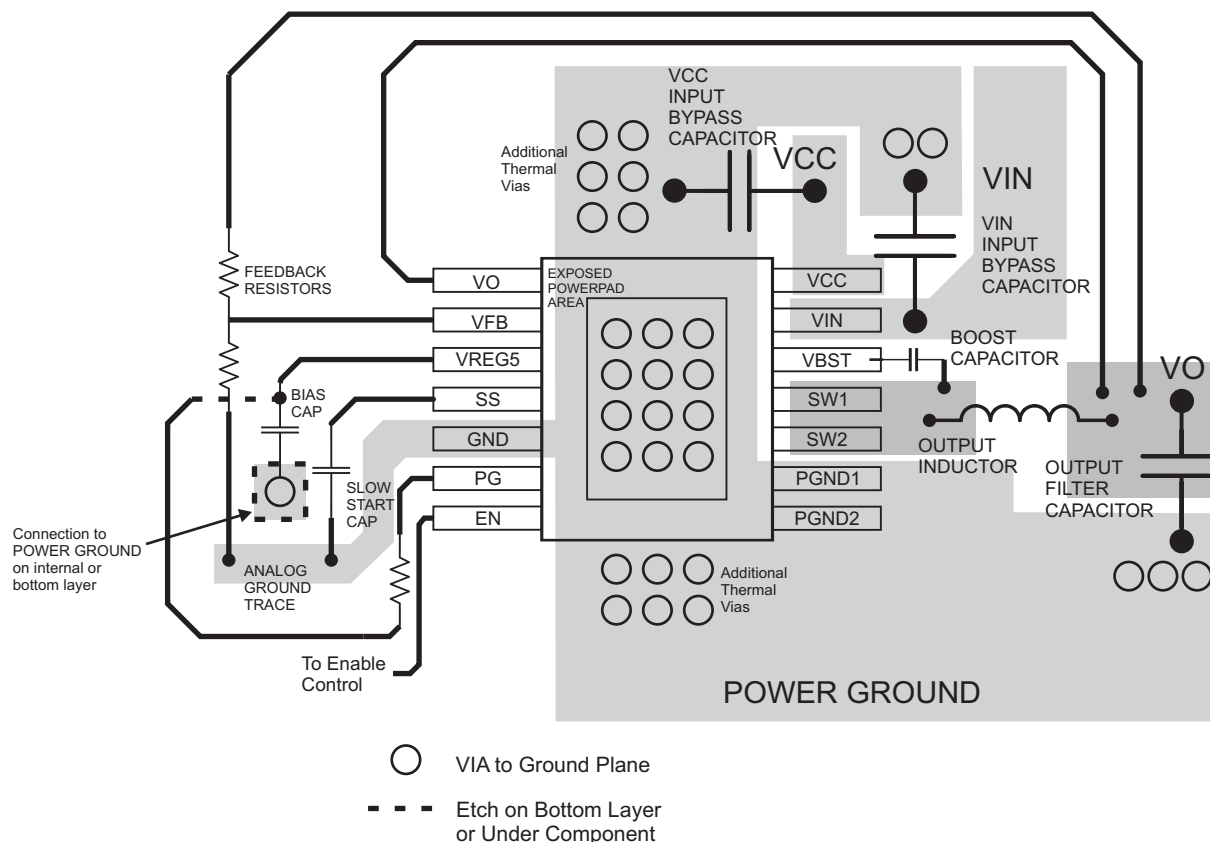 VCC
INPUT
BYPASS
CAPACITOR
VCC
Additional
Thermal
Vias
VIN
VIN
INPUT
BYPASS
CAPACITOR
FEEDBACK
RESISTORS
EXPOSED
POWERPAD
AREA
VO
VFB
VREG5
SS
GND
PG
EN
VCC
VIN
VBST
SW1
SW2
PGND1
PGND2
BOOST
CAPACITOR
VO
BIAS
CAP
SLOW
START
CAP
OUTPUT
INDUCTOR
OUTPUT
FILTER
CAPACITOR
Connection to
POWER GROUND
on internal or
bottom layer
ANALOG
GROUND
TRACE
Additional
Thermal
Vias
To Enable
Control
POWER GROUND
VIA to Ground Plane
Etch on Bottom Layer
or Under Component